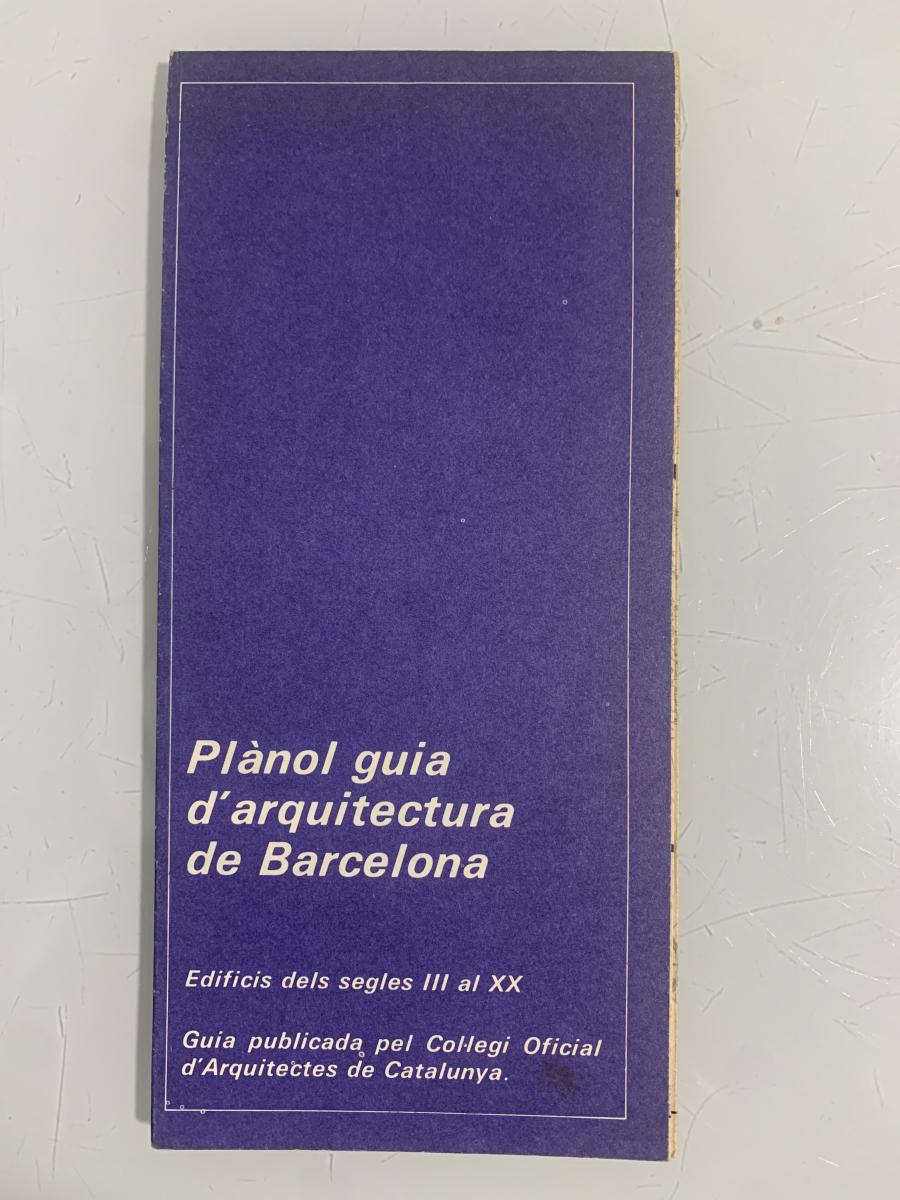 Plànol guia
d'arquitectura
de Barcelona
Edificis dels segles III al XX
Guia publicada pel Col·legi Oficial
d'Arquitectes de Catalunya.